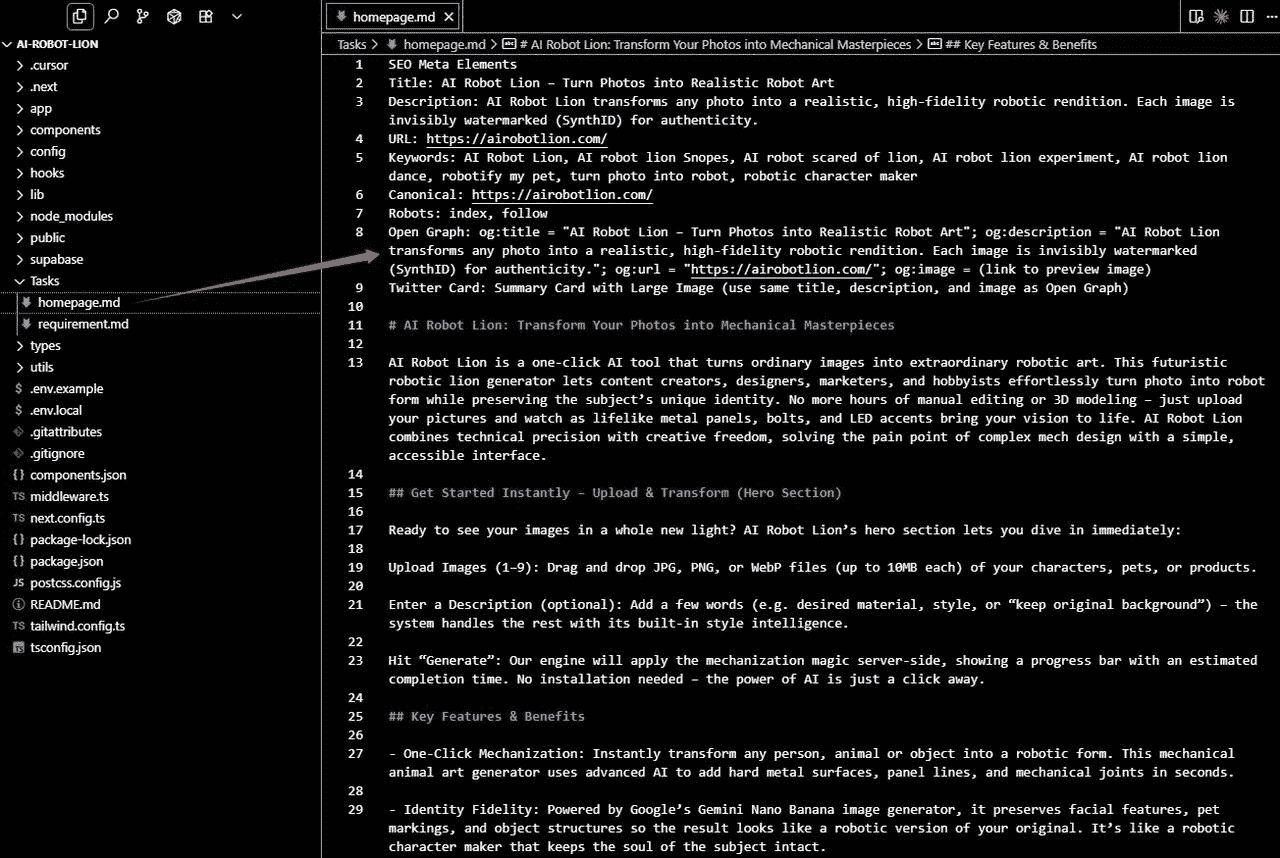 homepage.md
AI-ROBOT-LION
.cursor
.next
app
components
config
hooks
lib
node_modules
public
supabase
Tasks
homepage.md
requirement.md
types
utils
$ .env.example
$ .env.local
.gitattributes
.gitignore
{} components.json
TS middleware.ts
TS next.config.ts
{} package-lock.json
{} package.json
JS postcss.config.js
README.md
TS tailwind.config.ts
tsconfig.json
Tasks > homepage.md > # AI Robot Lion: Transform Your Photos into Mechanical Masterpieces > ## Key Features & Benefits
1 SEO Meta Elements
2 Title: AI Robot Lion – Turn Photos into Realistic Robot Art
3 Description: AI Robot Lion transforms any photo into a realistic, high-fidelity robotic rendition. Each image is
invisibly watermarked (SynthID) for authenticity.
4 URL: https://airobotlion.com/
5 Keywords: AI Robot Lion, AI robot lion Snopes, AI robot scared of lion, AI robot lion experiment, AI robot lion
dance, robotify my pet, turn photo into robot, robotic character maker
6 Canonical: https://airobotlion.com/
7 Robots: index, follow
8 Open Graph: og:title = "AI Robot Lion – Turn Photos into Realistic Robot Art"; og:description = "AI Robot Lion
transforms any photo into a realistic, high-fidelity robotic rendition. Each image is invisibly watermarked
(SynthID) for authenticity."; og:url = "https://airobotlion.com/"; og:image = (link to preview image)
9 Twitter Card: Summary Card with Large Image (use same title, description, and image as Open Graph)
10
11 # AI Robot Lion: Transform Your Photos into Mechanical Masterpieces
12
13 AI Robot Lion is a one-click AI tool that turns ordinary images into extraordinary robotic art. This futuristic
robotic lion generator lets content creators, designers, marketers, and hobbyists effortlessly turn photo into robot
form while preserving the subject’s unique identity. No more hours of manual editing or 3D modeling – just upload
your pictures and watch as lifelike metal panels, bolts, and LED accents bring your vision to life. AI Robot Lion
combines technical precision with creative freedom, solving the pain point of complex mech design with a simple,
accessible interface.
14
15 ## Get Started Instantly – Upload & Transform (Hero Section)
16
17 Ready to see your images in a whole new light? AI Robot Lion’s hero section lets you dive in immediately:
18
19 Upload Images (1–9): Drag and drop JPG, PNG, or WebP files (up to 10MB each) of your characters, pets, or products.
20
21 Enter a Description (optional): Add a few words (e.g. desired material, style, or “keep original background”) – the
system handles the rest with its built-in style intelligence.
22
23 Hit “Generate”: Our engine will apply the mechanization magic server-side, showing a progress bar with an estimated
completion time. No installation needed – the power of AI is just a click away.
24
25 ## Key Features & Benefits
26
27 - One-Click Mechanization: Instantly transform any person, animal or object into a robotic form. This mechanical
animal art generator uses advanced AI to add hard metal surfaces, panel lines, and mechanical joints in seconds.
28
29 - Identity Fidelity: Powered by Google’s Gemini Nano Banana image generator, it preserves facial features, pet
markings, and object structures so the result looks like a robotic version of your original. It’s like a robotic
character maker that keeps the soul of the subject intact.